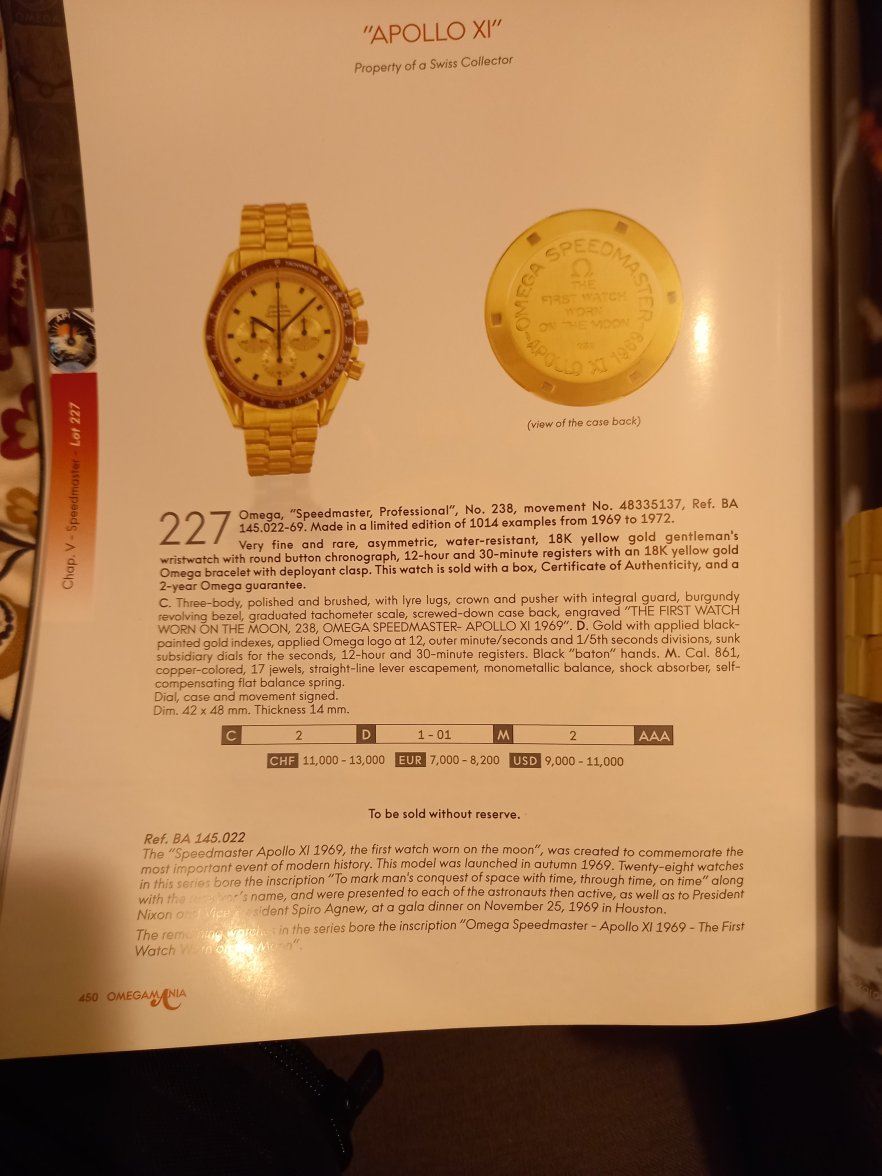 "APOLLO XI"
Property of a Swiss Collector
TACHYMETRE
OMEGA SPEEDMASTER
Ω
THE
FIRST WATCH
WORN
ON THE MOON
238
-APOLLO XI 1969-
(view of the case back)
Chap. V - Speedmaster - Lot 227
227 Omega, "Speedmaster, Professional", No. 238, movement No. 48335137, Ref. BA
145.022-69. Made in a limited edition of 1014 examples from 1969 to 1972.
Very fine and rare, asymmetric, water-resistant, 18K yellow gold gentleman's
wristwatch with round button chronograph, 12-hour and 30-minute registers with an 18K yellow gold
Omega bracelet with deployant clasp. This watch is sold with a box, Certificate of Authenticity, and a
2-year Omega guarantee.
C. Three-body, polished and brushed, with lyre lugs, crown and pusher with integral guard, burgundy
revolving bezel, graduated tachometer scale, screwed-down case back, engraved "THE FIRST WATCH
WORN ON THE MOON, 238, OMEGA SPEEDMASTER- APOLLO XI 1969". D. Gold with applied black-
painted gold indexes, applied Omega logo at 12, outer minute/seconds and 1/5th seconds divisions, sunk
subsidiary dials for the seconds, 12-hour and 30-minute registers. Black "baton" hands. M. Cal. 861,
copper-colored, 17 jewels, straight-line lever escapement, monometallic balance, shock absorber, self-
compensating flat balance spring.
Dial, case and movement signed.
Dim. 42 x 48 mm. Thickness 14 mm.
C 2 D 1 - 01 M 2 AAA
CHF 11,000 - 13,000 EUR 7,000 - 8,200 USD 9,000 - 11,000
To be sold without reserve.
Ref. BA 145.022
The "Speedmaster Apollo XI 1969, the first watch worn on the moon", was created to commemorate the
most important event of modern history. This model was launched in autumn 1969. Twenty-eight watches
in this series bore the inscription "To mark man's conquest of space with time, through time, on time" along
with the name, and were presented to each of the astronauts then active, as well as to President
Nixon and Vice President Spiro Agnew, at a gala dinner on November 25, 1969 in Houston.
The remaining watches in the series bore the inscription "Omega Speedmaster - Apollo XI 1969 - The First
Watch Worn on the Moon".
450 OMEGAMANIA